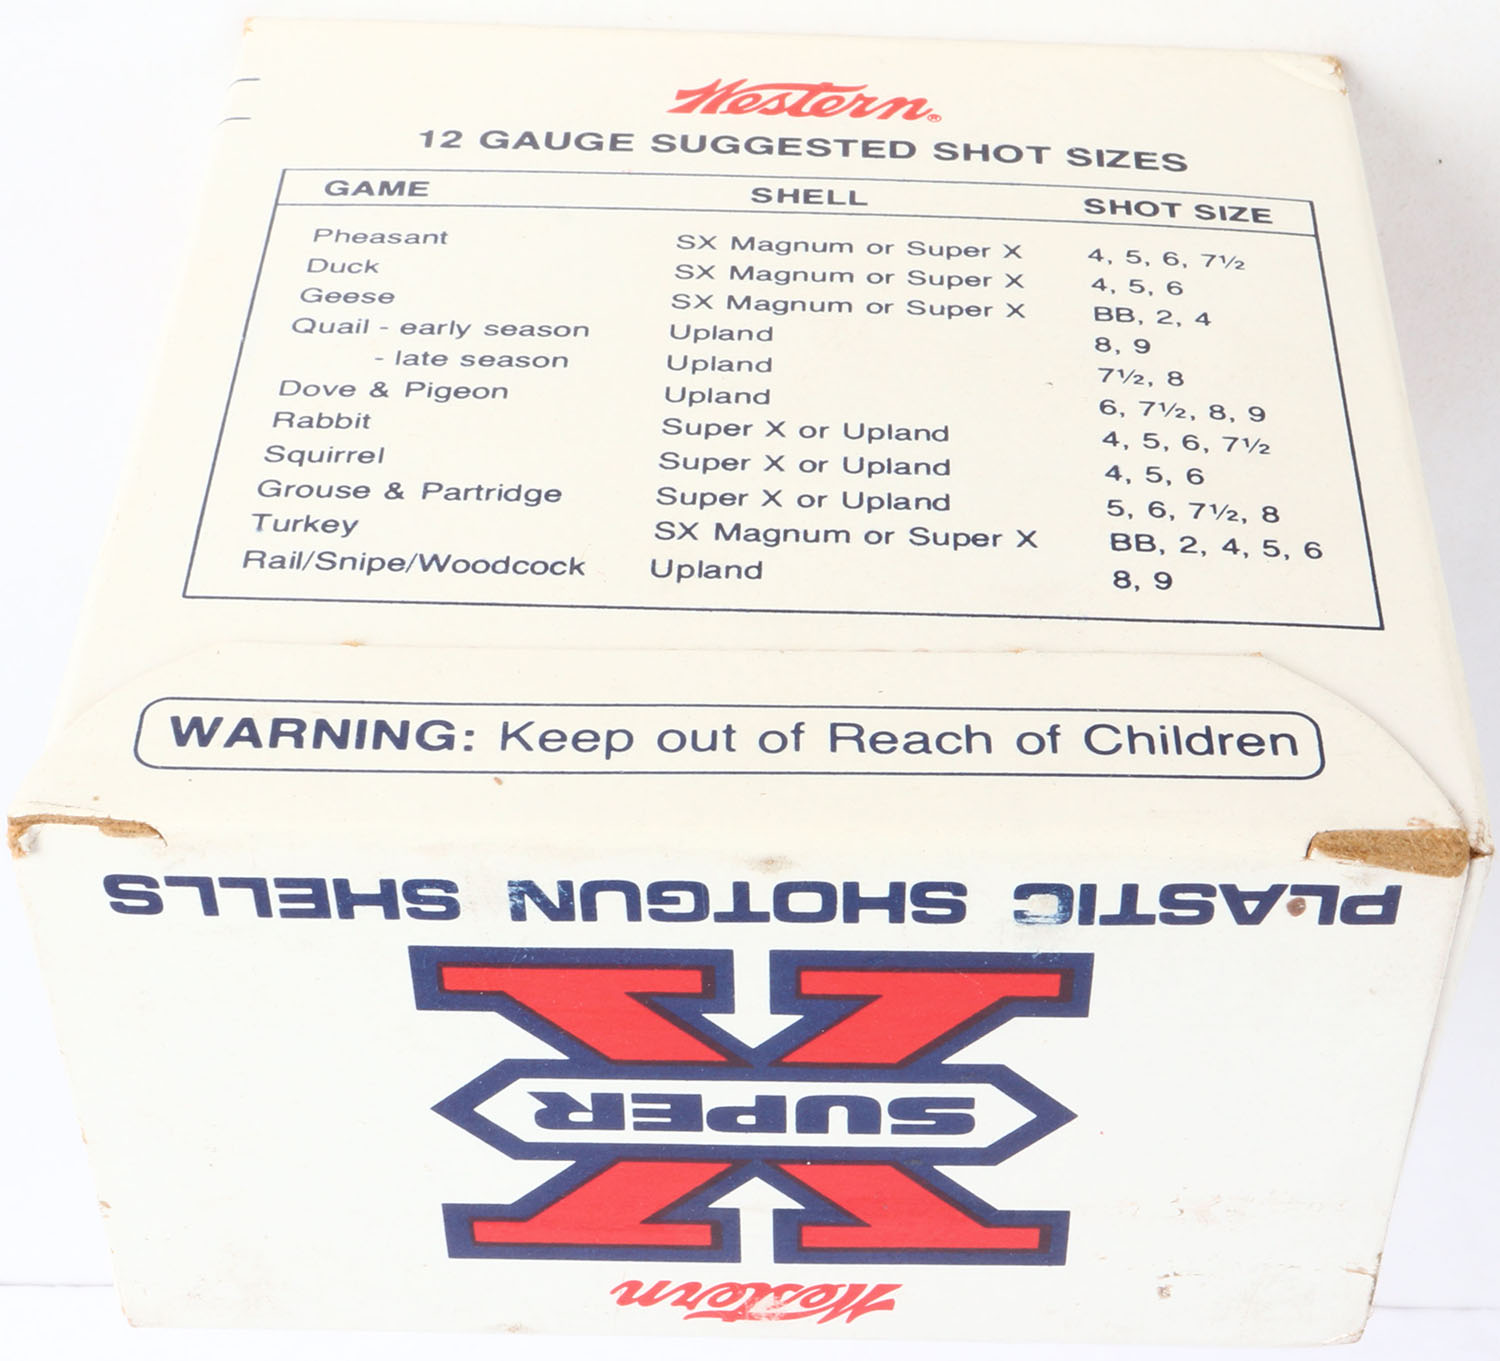 Western®
12 GAUGE SUGGESTED SHOT SIZES
GAME SHELL SHOT SIZE
Pheasant SX Magnum or Super X 4, 5, 6, 7½
Duck SX Magnum or Super X 4, 5, 6
Geese SX Magnum or Super X BB, 2, 4
Quail - early season Upland 8, 9
- late season Upland 7½, 8
Dove & Pigeon Upland 6, 7½, 8, 9
Rabbit Super X or Upland 4, 5, 6, 7½
Squirrel Super X or Upland 4, 5, 6
Grouse & Partridge Super X or Upland 5, 6, 7½, 8
Turkey SX Magnum or Super X BB, 2, 4, 5, 6
Rail/Snipe/Woodcock Upland 8, 9
WARNING: Keep out of Reach of Children
Western
X
SUPER
PLASTIC SHOTGUN SHELLS